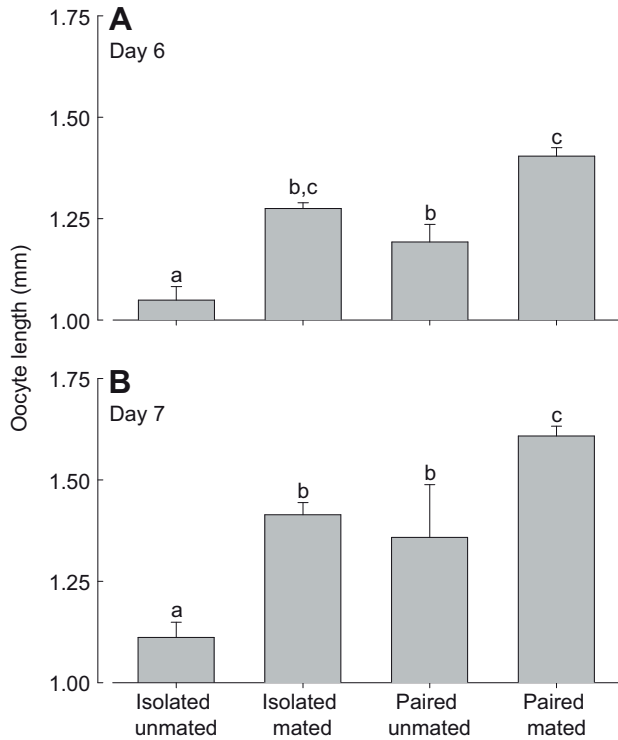 Oocyte length (mm)
A
Day 6
1.75
1.50
1.25
1.00
a
b,c
b
c
B
Day 7
1.75
1.50
1.25
1.00
a
b
b
c
Isolated
unmated
Isolated
mated
Paired
unmated
Paired
mated